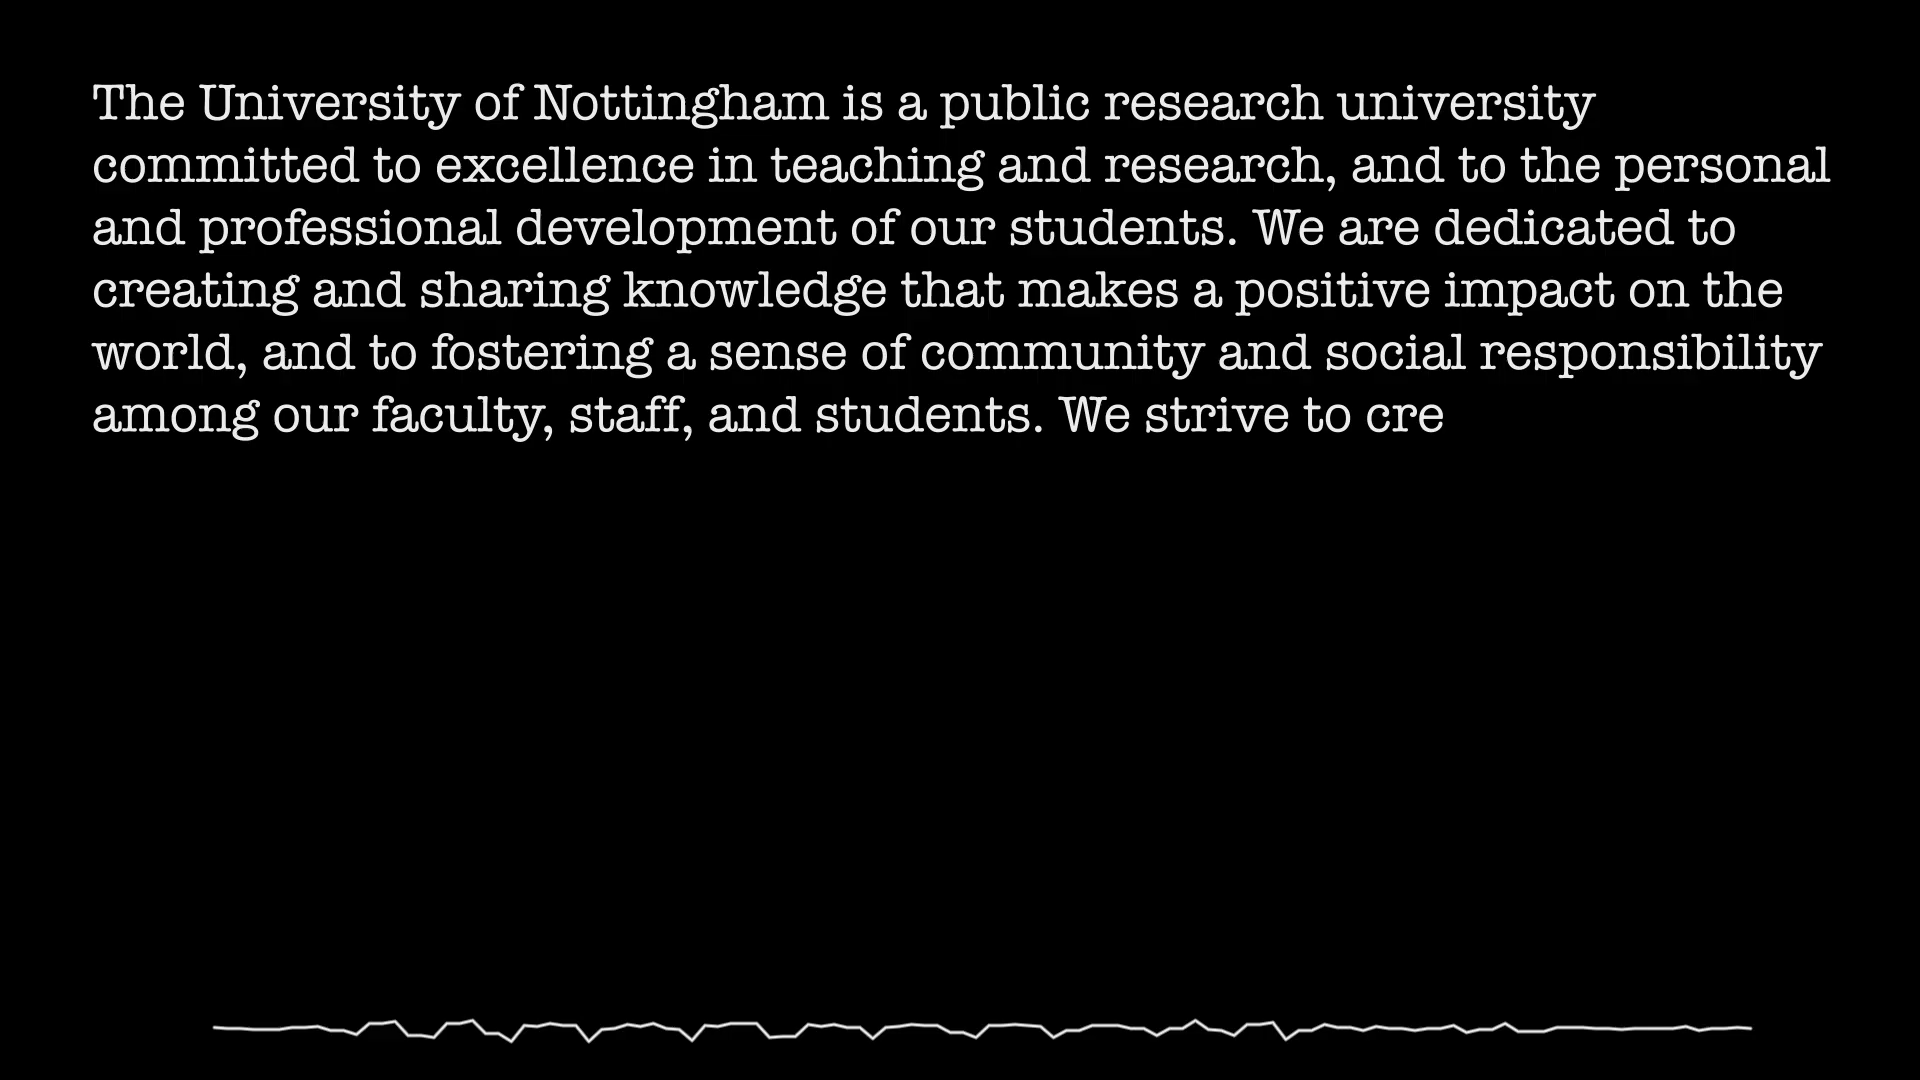 The University of Nottingham is a public research university
committed to excellence in teaching and research, and to the personal
and professional development of our students. We are dedicated to
creating and sharing knowledge that makes a positive impact on the
world, and to fostering a sense of community and social responsibility
among our faculty, staff, and students. We strive to cre